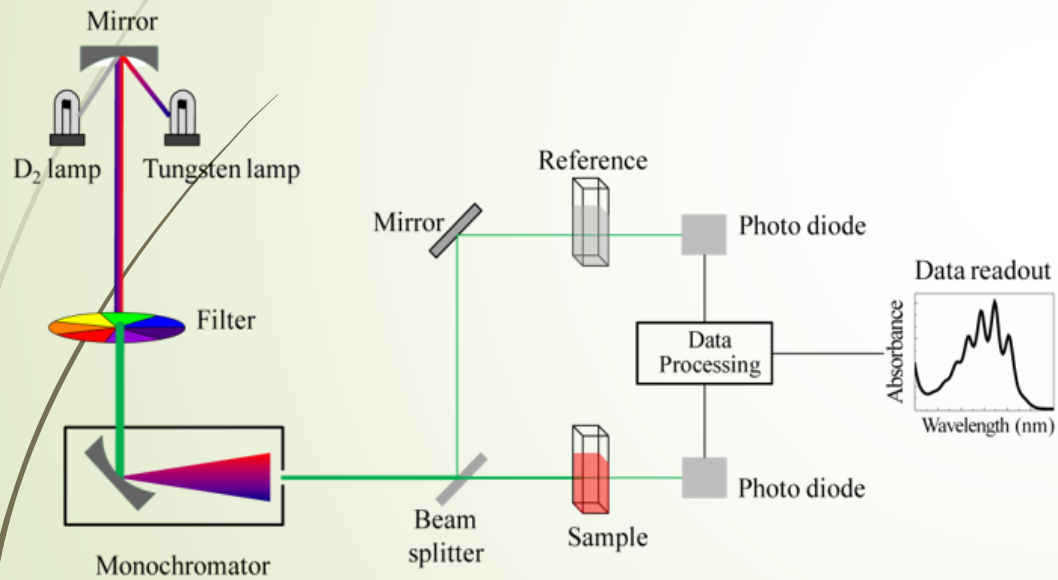 Mirror
D₂ lamp
Tungsten lamp
Reference
Mirror
Photo diode
Data readout
Filter
Data
Processing
Absorbance
Wavelength (nm)
Photo diode
Beam
splitter
Sample
Monochromator